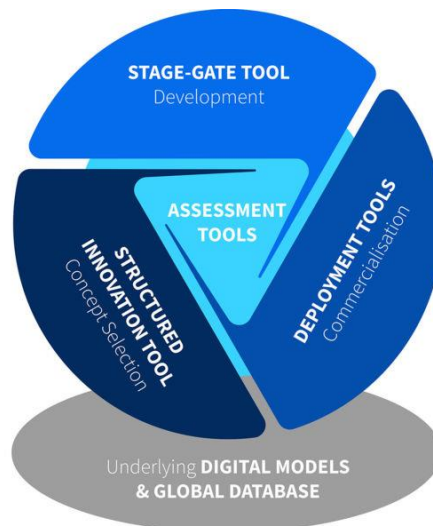 STAGE-GATE TOOL
Development
ASSESSMENT
TOOLS
DEPLOYMENT TOOLS
Commercialisation
STRUCTURED
INNOVATION TOOL
Concept Selection
Underlying DIGITAL MODELS
& GLOBAL DATABASE